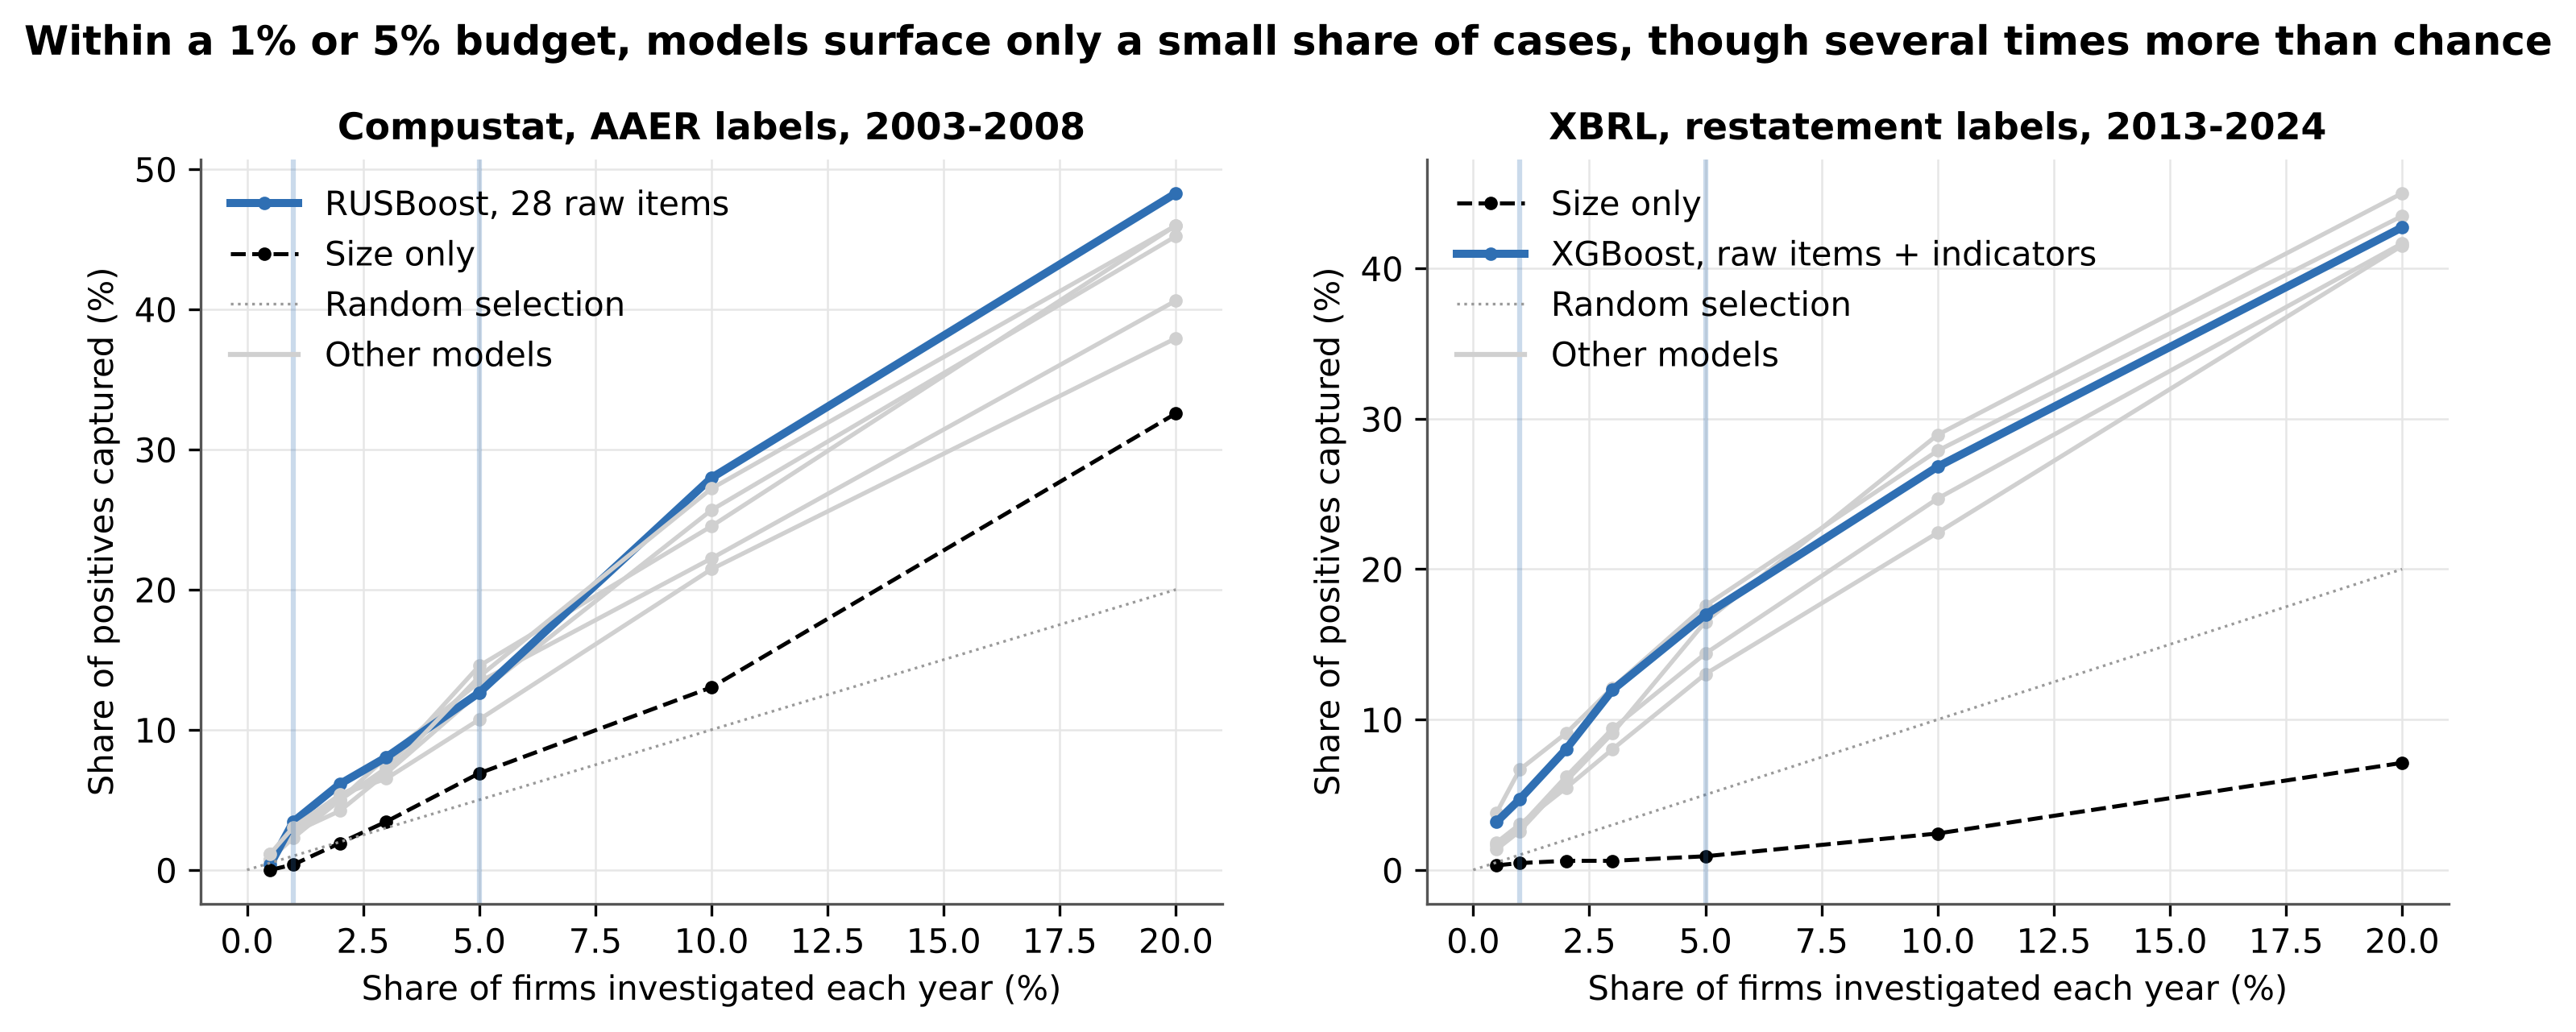 Within a 1% or 5% budget, models surface only a small share of cases, though several times more than chance
Compustat, AAER labels, 2003-2008
Share of positives captured (%)
50
40
30
20
10
0
RUSBoost, 28 raw items
Size only
Random selection
Other models
0.0 2.5 5.0 7.5 10.0 12.5 15.0 17.5 20.0
Share of firms investigated each year (%)
XBRL, restatement labels, 2013-2024
Share of positives captured (%)
40
30
20
10
0
Size only
XGBoost, raw items + indicators
Random selection
Other models
0.0 2.5 5.0 7.5 10.0 12.5 15.0 17.5 20.0
Share of firms investigated each year (%)